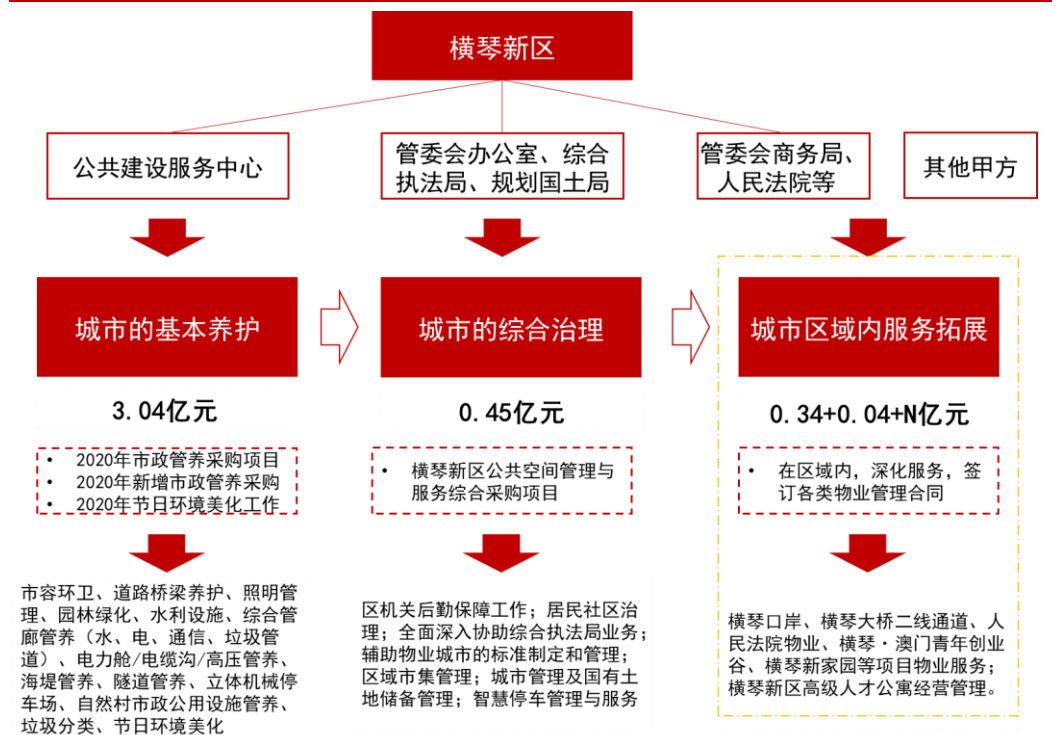 横琴新区
公共建设服务中心
管委会办公室、综合
执法局、规划国土局
管委会商务局、
人民法院等
其他甲方
城市的基本养护
城市的综合治理
城市区域内服务拓展
3.04亿元
0.45亿元
0.34+0.04+N亿元
• 2020年市政管养采购项目
• 2020年新增市政管养采购
• 2020年节日环境美化工作
• 横琴新区公共空间管理与
服务综合采购项目
• 在区域内，深化服务，签
订各类物业管理合同
市容环卫、道路桥梁养护、照明管
理、园林绿化、水利设施、综合管
廊管养（水、电、通信、垃圾管
道）、电力舱/电缆沟/高压管养、
海堤管养、隧道管养、立体机械停
车场、自然村市政公用设施管养、
垃圾分类、节日环境美化
区机关后勤保障工作；居民社区治
理；全面深入协助综合执法局业务；
辅助物业城市的标准制定和管理；
区域市集管理；城市管理及国有土
地储备管理；智慧停车管理与服务
横琴口岸、横琴大桥二线通道、人
民法院物业、横琴·澳门青年创业
谷、横琴新家园等项目物业服务；
横琴新区高级人才公寓经营管理。